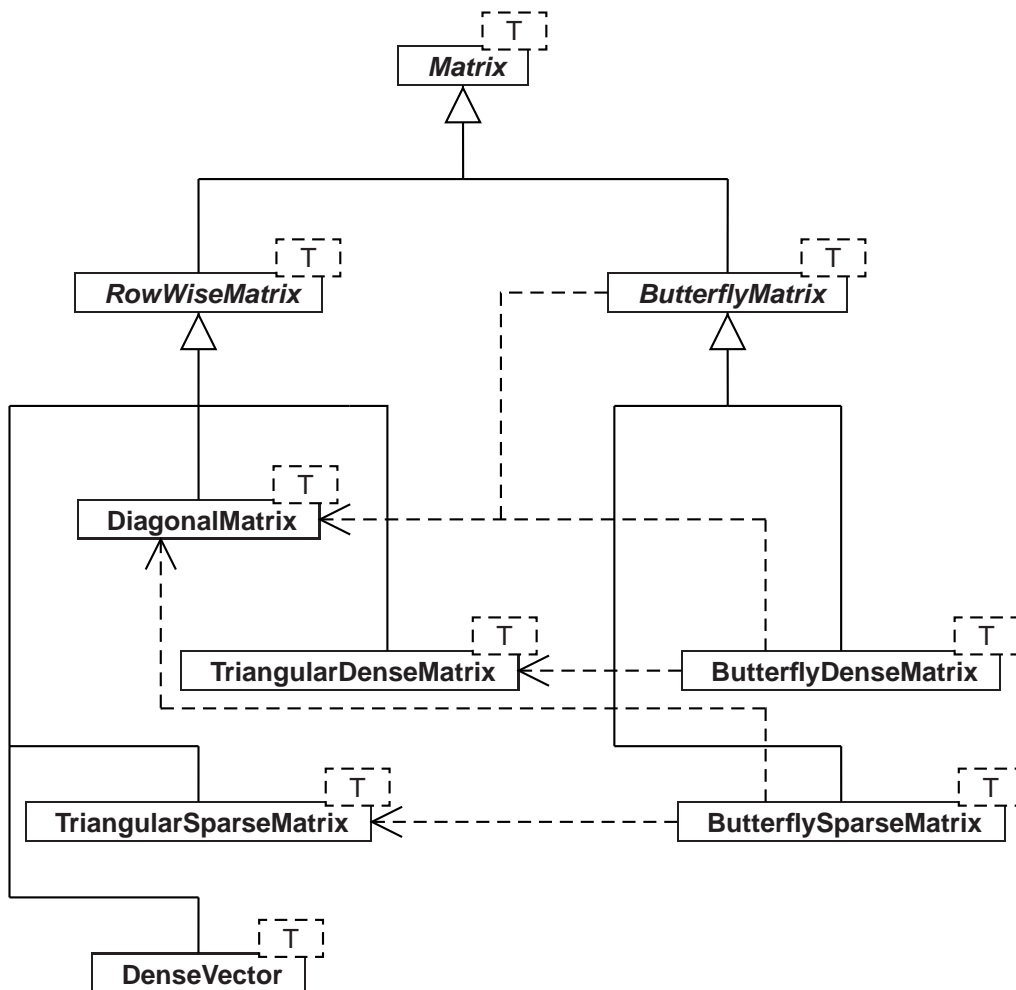 T
Matrix
T
RowWiseMatrix
T
ButterflyMatrix
T
DiagonalMatrix
T
TriangularDenseMatrix
T
ButterflyDenseMatrix
T
TriangularSparseMatrix
T
ButterflySparseMatrix
T
DenseVector